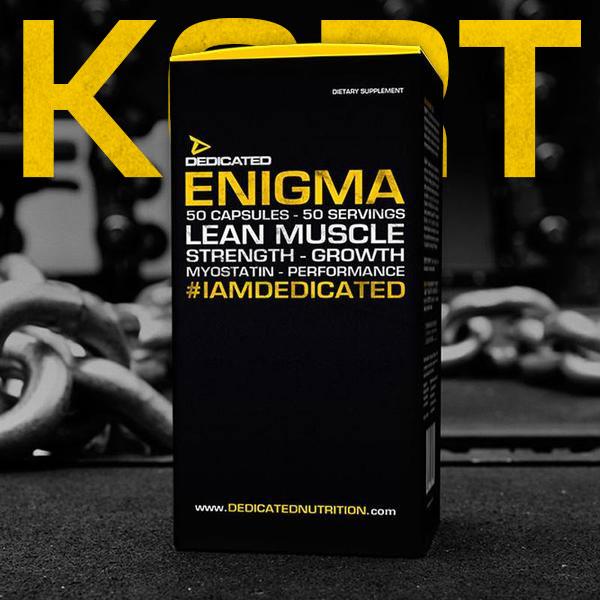 DIETARY SUPPLEMENT
DEDICATED
ENIGMA
50 CAPSULES - 50 SERVINGS
LEAN MUSCLE
STRENGTH - GROWTH
MYOSTATIN - PERFORMANCE
#IAMDEDICATED
www.DEDICATEDNUTRITION.com